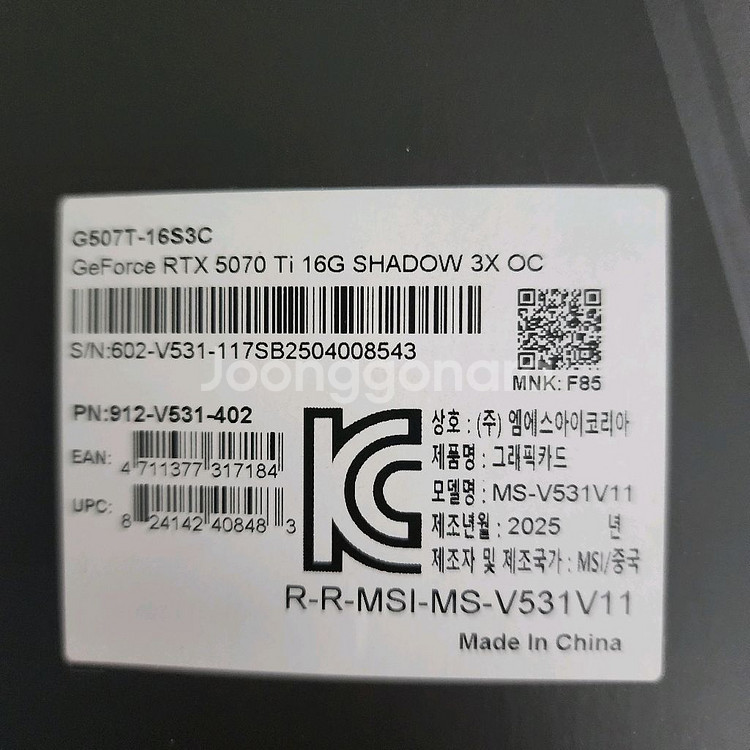 G507T-16S3C
GeForce RTX 5070 Ti 16G SHADOW 3X OC
S/N:602-V531-117SB2504008543
MNK: F85
Joonggonara
PN:912-V531-402
EAN: 4 711377 317184
UPC: 8 24142 40848 3
상호 : (주) 엠에스아이코리아
제품명 : 그래픽카드
모델명 : MS-V531V11
제조년월 : 2025 년
제조자 및 제조국가 : MSI/중국
R-R-MSI-MS-V531V11
Made In China